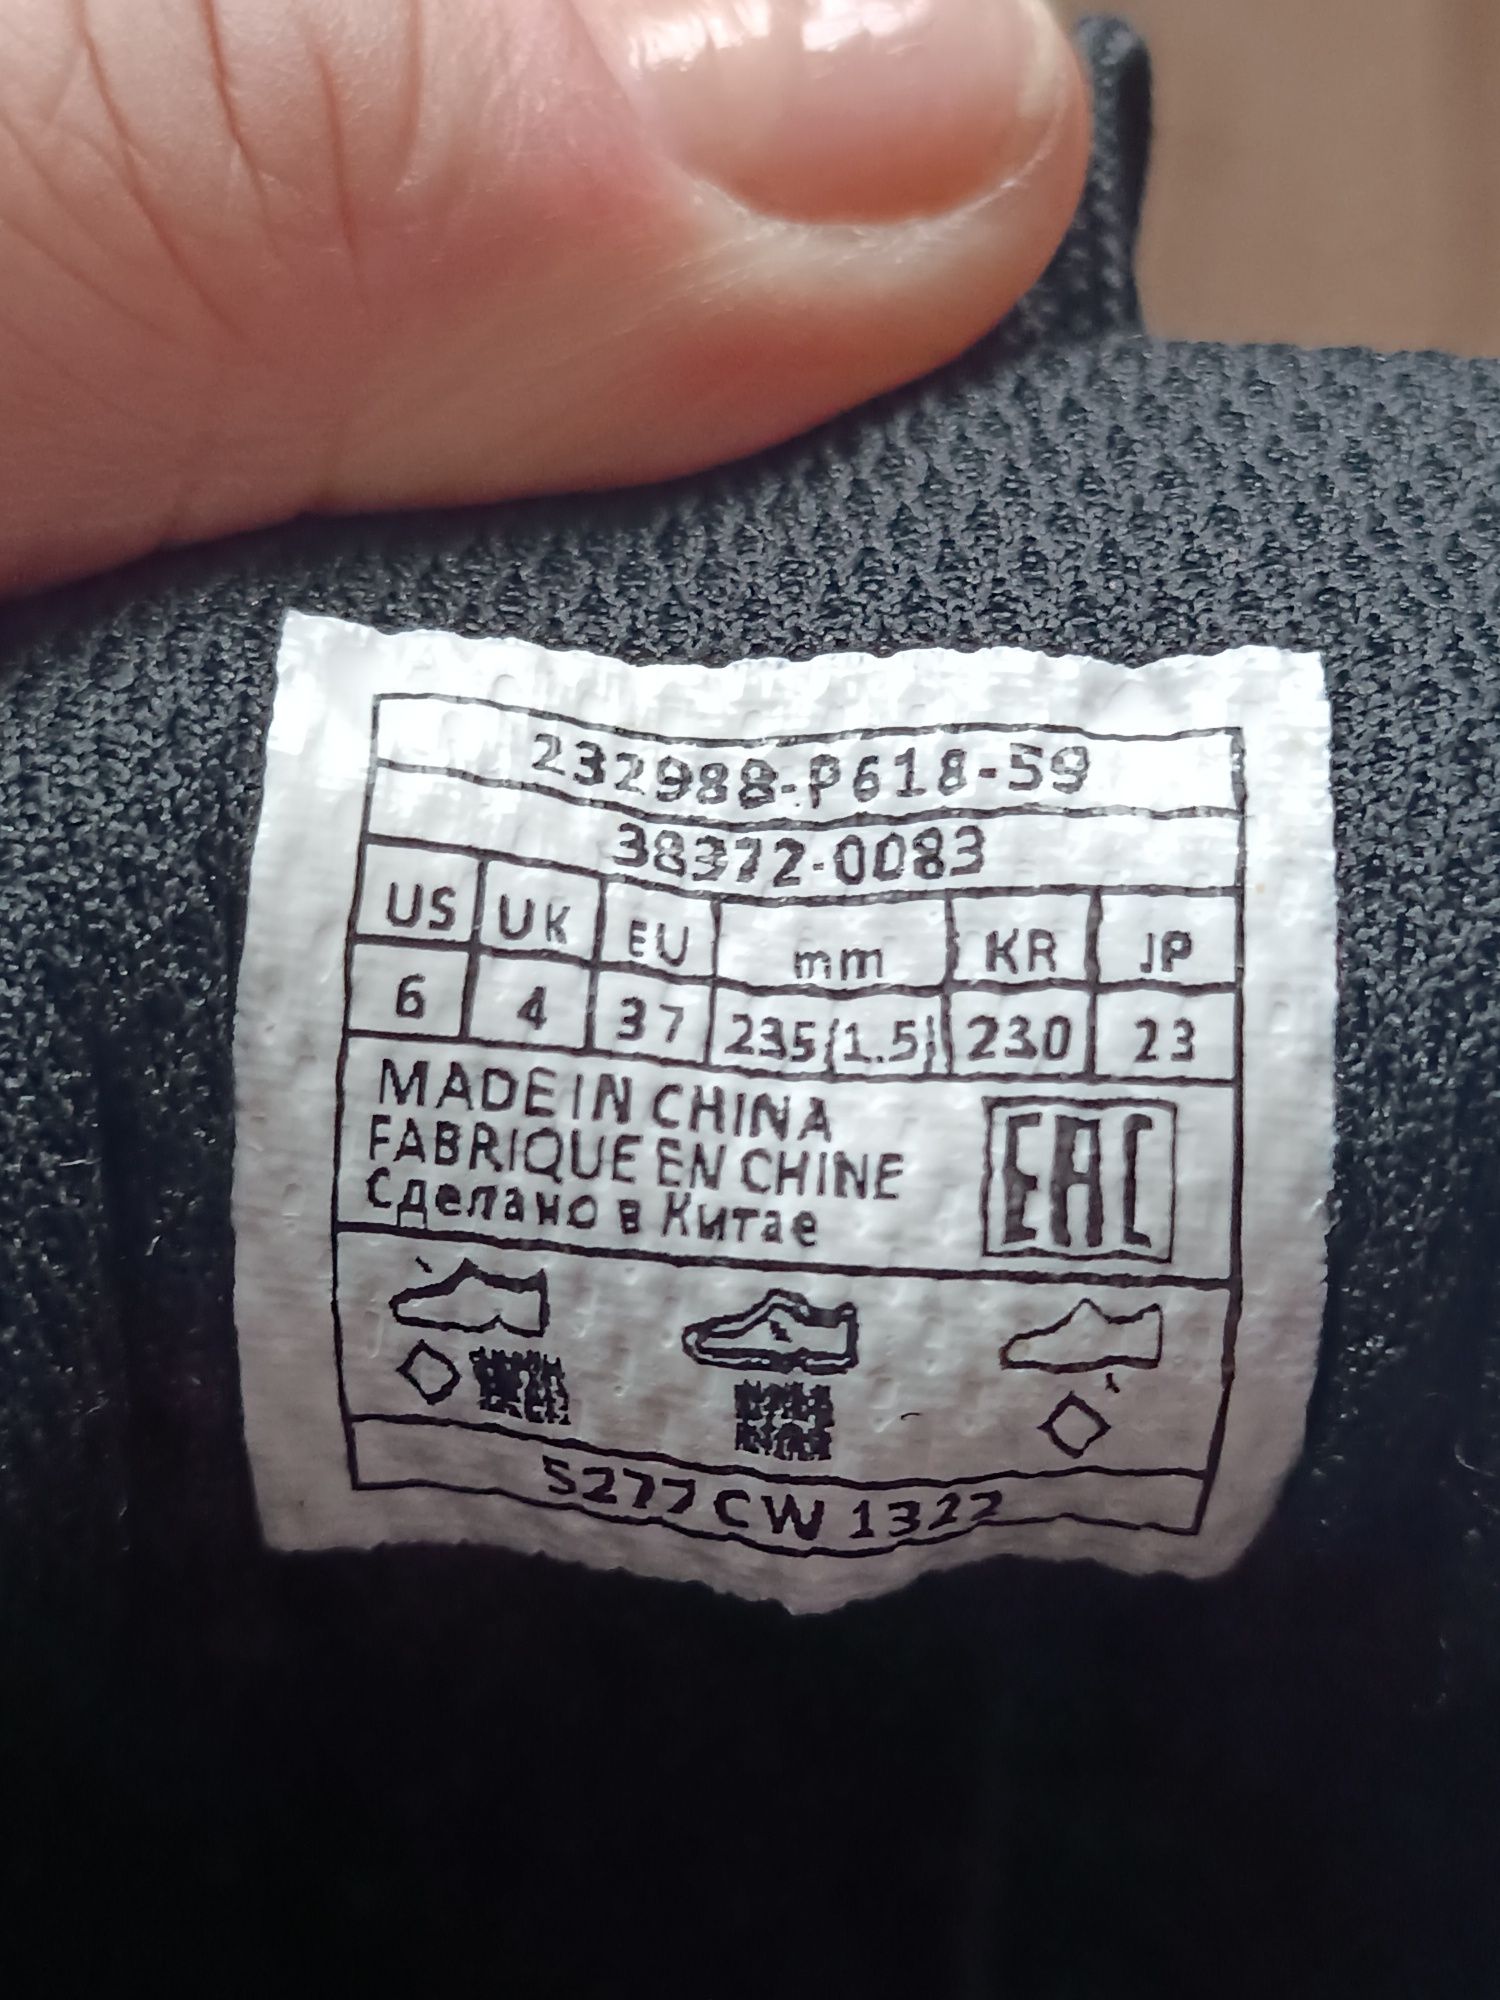 232988-P618-59
38372-0083
US UK EU mm KR JP
6 4 37 235(1.5) 230 23
MADE IN CHINA
FABRIQUE EN CHINE
Сделано в Китае
EAC
5277 CW 1322